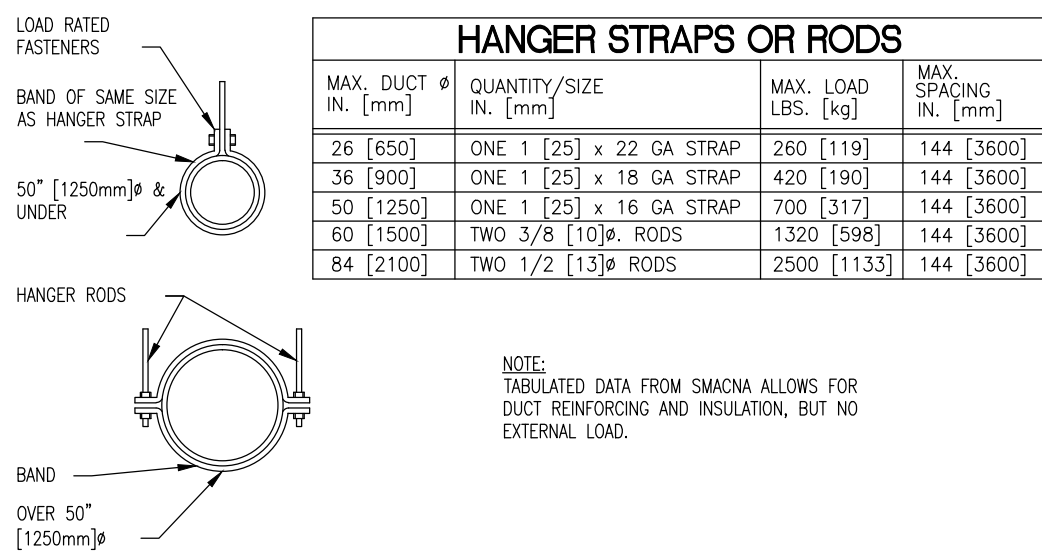 LOAD RATED
FASTENERS
BAND OF SAME SIZE
AS HANGER STRAP
50" [1250mm]ø &
UNDER
HANGER RODS
BAND
OVER 50"
[1250mm]ø
HANGER STRAPS OR RODS
MAX. DUCT ø
IN. [mm]
QUANTITY/SIZE
IN. [mm]
MAX. LOAD
LBS. [kg]
MAX.
SPACING
IN. [mm]
26 [650] ONE 1 [25] x 22 GA STRAP 260 [119] 144 [3600]
36 [900] ONE 1 [25] x 18 GA STRAP 420 [190] 144 [3600]
50 [1250] ONE 1 [25] x 16 GA STRAP 700 [317] 144 [3600]
60 [1500] TWO 3/8 [10]ø. RODS 1320 [598] 144 [3600]
84 [2100] TWO 1/2 [13]ø RODS 2500 [1133] 144 [3600]
NOTE:
TABULATED DATA FROM SMACNA ALLOWS FOR
DUCT REINFORCING AND INSULATION, BUT NO
EXTERNAL LOAD.